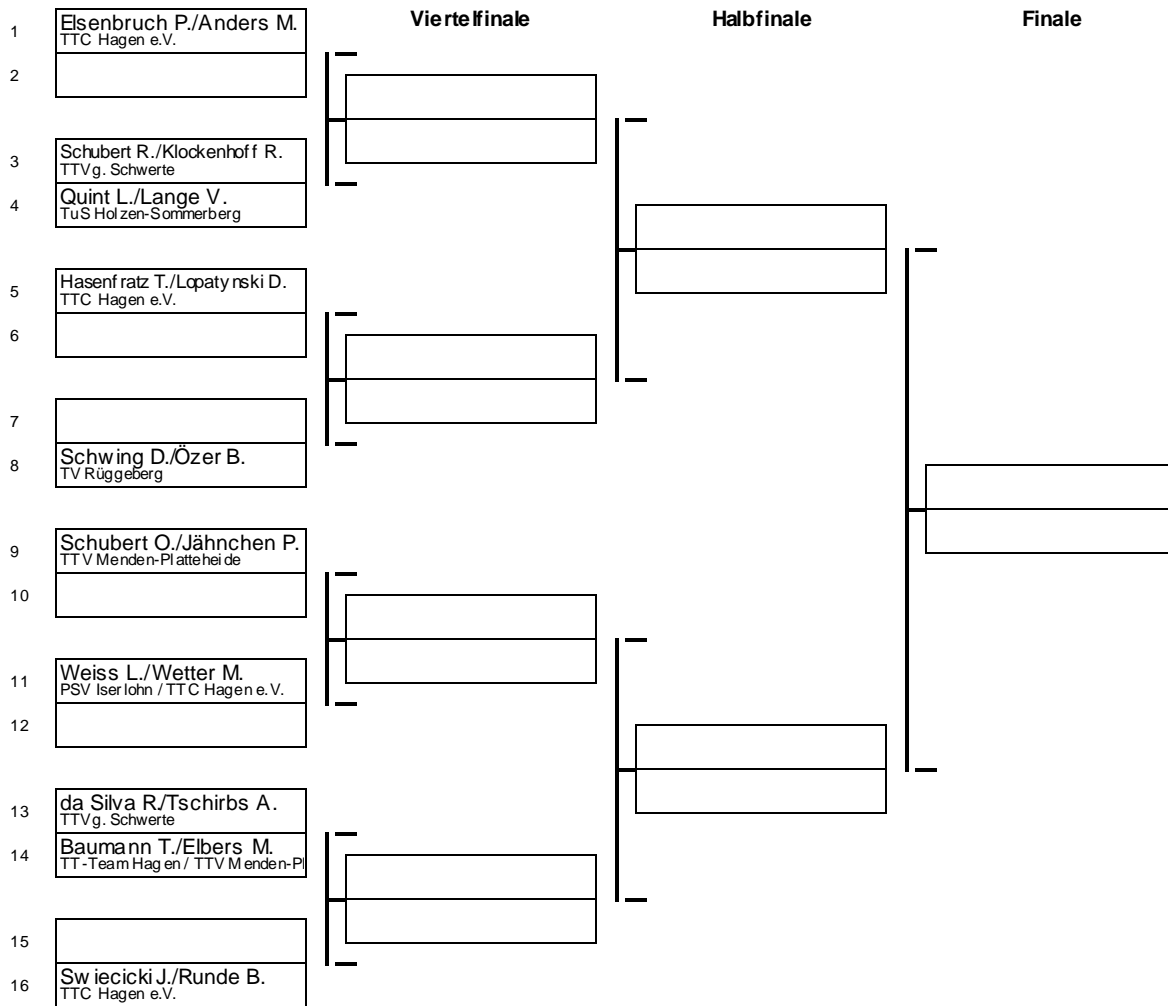 Viertelfinale Halbfinale Finale
1 Elsenbruch P./Anders M.
TTC Hagen e.V.
2
3 Schubert R./Klockenhoff R.
TTVg. Schwerte
4 Quint L./Lange V.
TuS Holzen-Sommerberg
5 Hasenfratz T./Lopatynski D.
TTC Hagen e.V.
6
7
8 Schwing D./Özer B.
TV Rüggeberg
9 Schubert O./Jähnchen P.
TTV Menden-Platteheide
10
11 Weiss L./Wetter M.
PSV Iserlohn / TTC Hagen e.V.
12
13 da Silva R./Tschirbs A.
TTVg. Schwerte
14 Baumann T./Elbers M.
TT-Team Hagen / TTV Menden-Pl
15
16 Swiecicki J./Runde B.
TTC Hagen e.V.